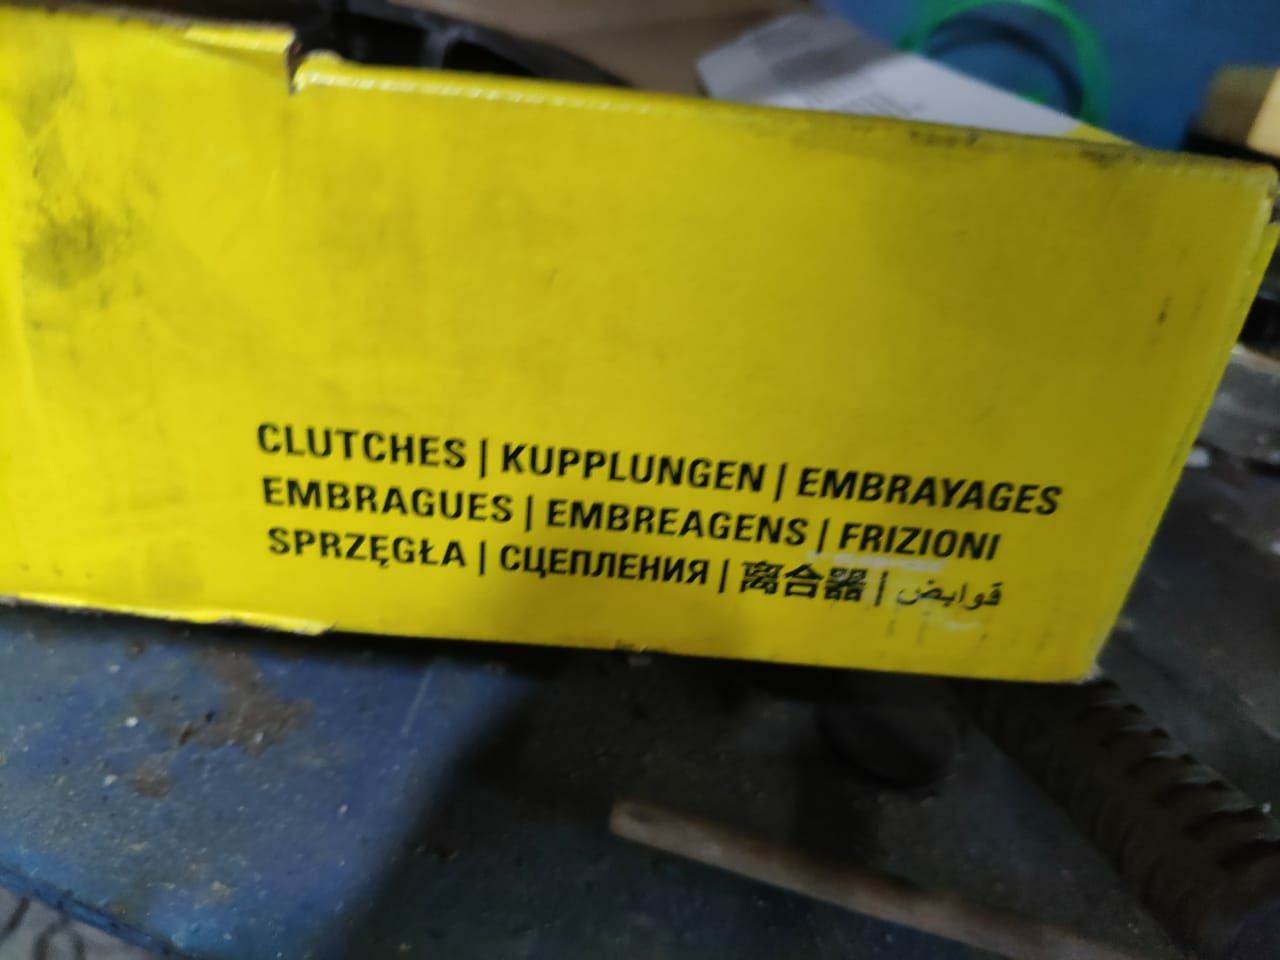 CLUTCHES | KUPPLUNGEN | EMBRAYAGES
EMBRAGUES | EMBREAGENS | FRIZIONI
SPRZĘGŁA | СЦЕПЛЕНИЯ | 离合器 | قوابض